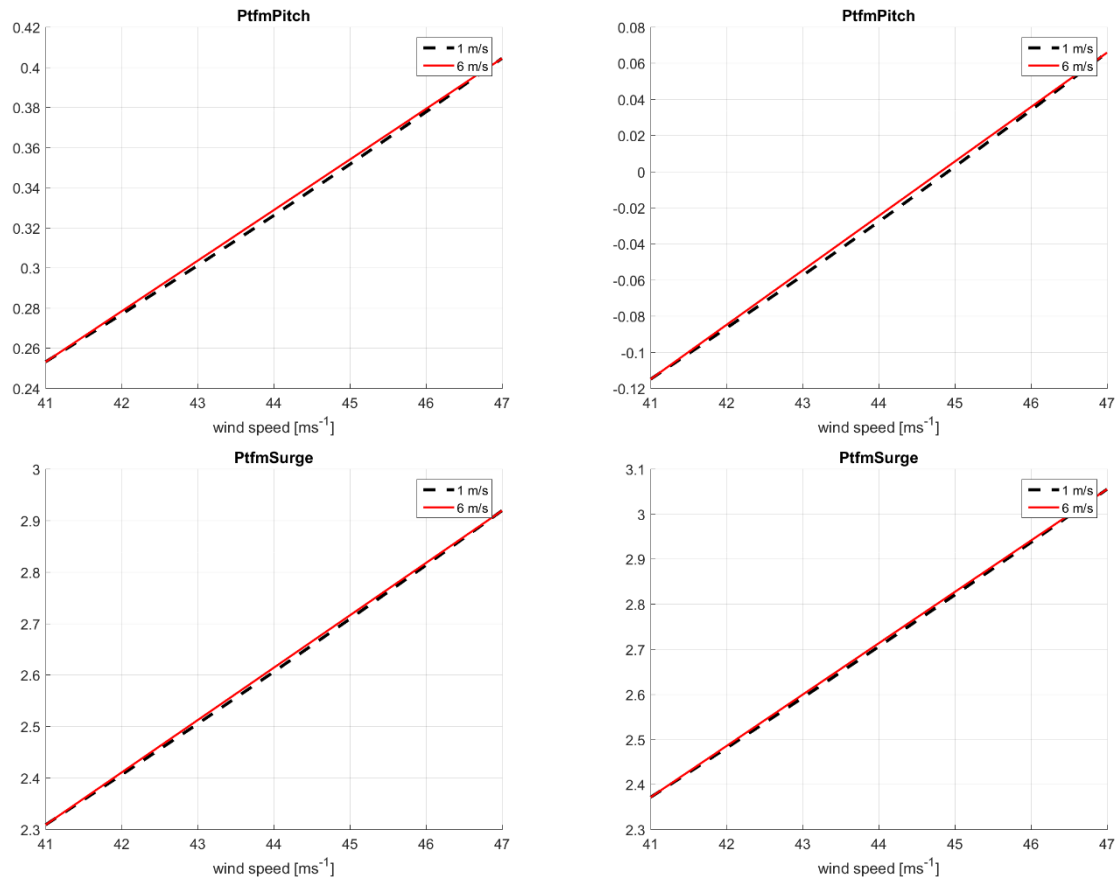 PtfmPitch
0.42
0.4
0.38
0.36
0.34
0.32
0.3
0.28
0.26
0.24
1 m/s
6 m/s
41 42 43 44 45 46 47
wind speed [ms⁻¹]
PtfmPitch
0.08
0.06
0.04
0.02
0
-0.02
-0.04
-0.06
-0.08
-0.1
-0.12
1 m/s
6 m/s
41 42 43 44 45 46 47
wind speed [ms⁻¹]
PtfmSurge
3
2.9
2.8
2.7
2.6
2.5
2.4
2.3
1 m/s
6 m/s
41 42 43 44 45 46 47
wind speed [ms⁻¹]
PtfmSurge
3.1
3
2.9
2.8
2.7
2.6
2.5
2.4
2.3
1 m/s
6 m/s
41 42 43 44 45 46 47
wind speed [ms⁻¹]